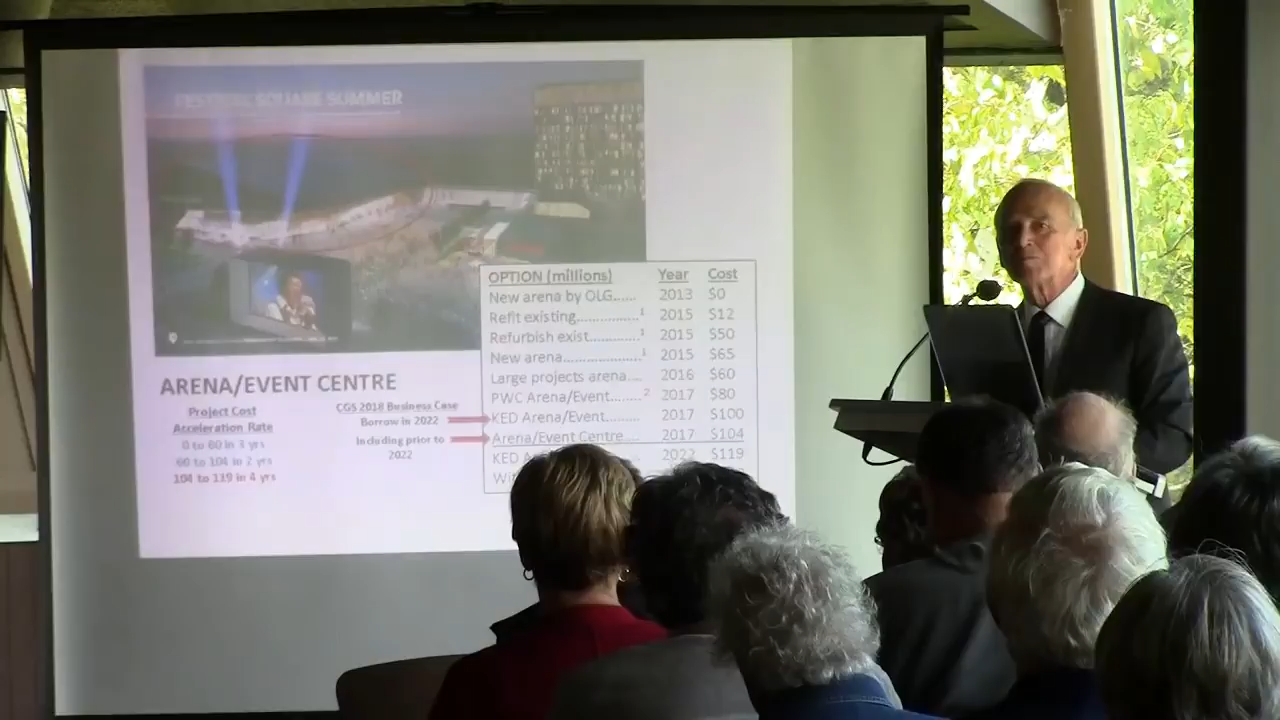 FESTIVAL SQUARE SUMMER
OPTION (millions) Year Cost
New arena by OLG...... 2013 $0
Refit existing................¹ 2015 $12
Refurbish exist.............¹ 2015 $50
New arena....................¹ 2015 $65
Large projects arena.... 2016 $60
PWC Arena/Event........² 2017 $80
KED Arena/Event......... 2017 $100
Arena/Event Centre.... 2017 $104
KED 2022 $119
ARENA/EVENT CENTRE
Project Cost
Acceleration Rate
0 to 60 in 3 yrs
60 to 104 in 2 yrs
104 to 119 in 4 yrs
CGS 2018 Business Case
Borrow in 2022
Including prior to
2022